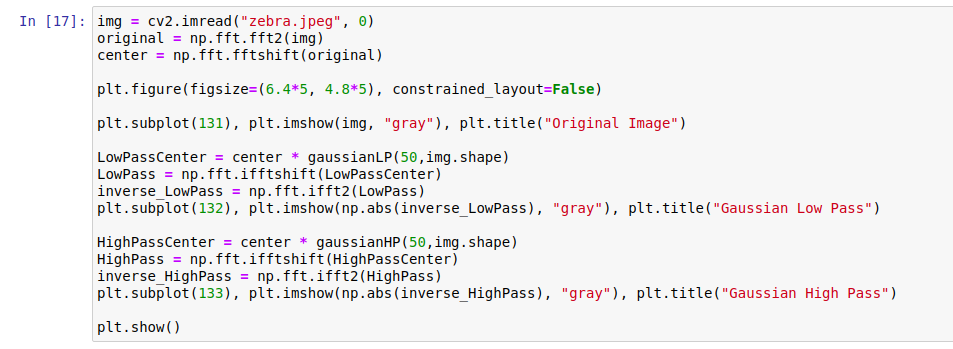 In [17]: img = cv2.imread("zebra.jpeg", 0)
original = np.fft.fft2(img)
center = np.fft.fftshift(original)
plt.figure(figsize=(6.4*5, 4.8*5), constrained_layout=False)
plt.subplot(131), plt.imshow(img, "gray"), plt.title("Original Image")
LowPassCenter = center * gaussianLP(50,img.shape)
LowPass = np.fft.ifftshift(LowPassCenter)
inverse_LowPass = np.fft.ifft2(LowPass)
plt.subplot(132), plt.imshow(np.abs(inverse_LowPass), "gray"), plt.title("Gaussian Low Pass")
HighPassCenter = center * gaussianHP(50,img.shape)
HighPass = np.fft.ifftshift(HighPassCenter)
inverse_HighPass = np.fft.ifft2(HighPass)
plt.subplot(133), plt.imshow(np.abs(inverse_HighPass), "gray"), plt.title("Gaussian High Pass")
plt.show()